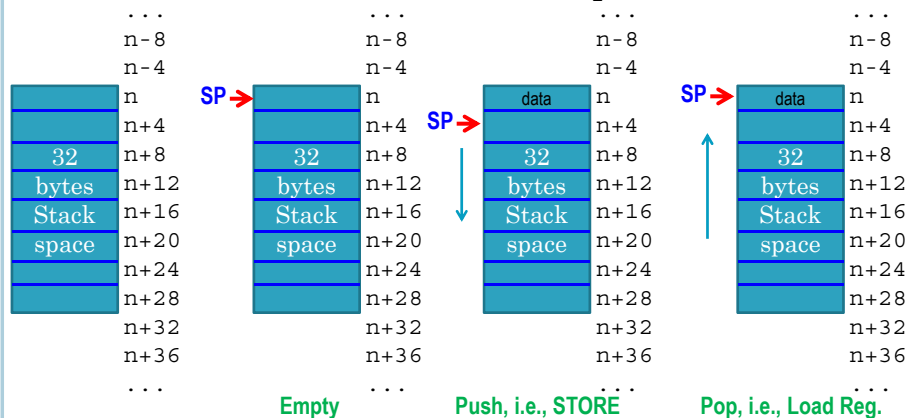 ... ... ... ...
n-8 n-8 n-8 n-8
n-4 n-4 n-4 n-4
n SP n data n SP data n
n+4 n+4 SP n+4 n+4
32 n+8 32 n+8 32 n+8 32 n+8
bytes n+12 bytes n+12 bytes n+12 bytes n+12
Stack n+16 Stack n+16 Stack n+16 Stack n+16
space n+20 space n+20 space n+20 space n+20
n+24 n+24 n+24 n+24
n+28 n+28 n+28 n+28
n+32 n+32 n+32 n+32
n+36 n+36 n+36 n+36
... ... ... ...
Empty Push, i.e., STORE Pop, i.e., Load Reg.